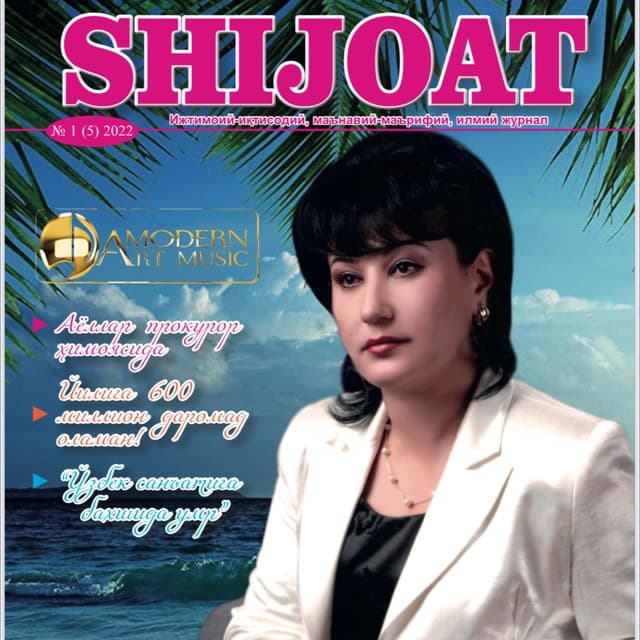 SHIJOAT
Ижтимоий-иқтисодий, маънавий-маърифий, илмий журнал
№ 1 (5) 2022
AMODERN
ART MUSIC
Аёллар прокурор
ҳимоясида
Йилига 600
миллион даромад
оламан!
“Ўзбек санъатига
бахшида умр”